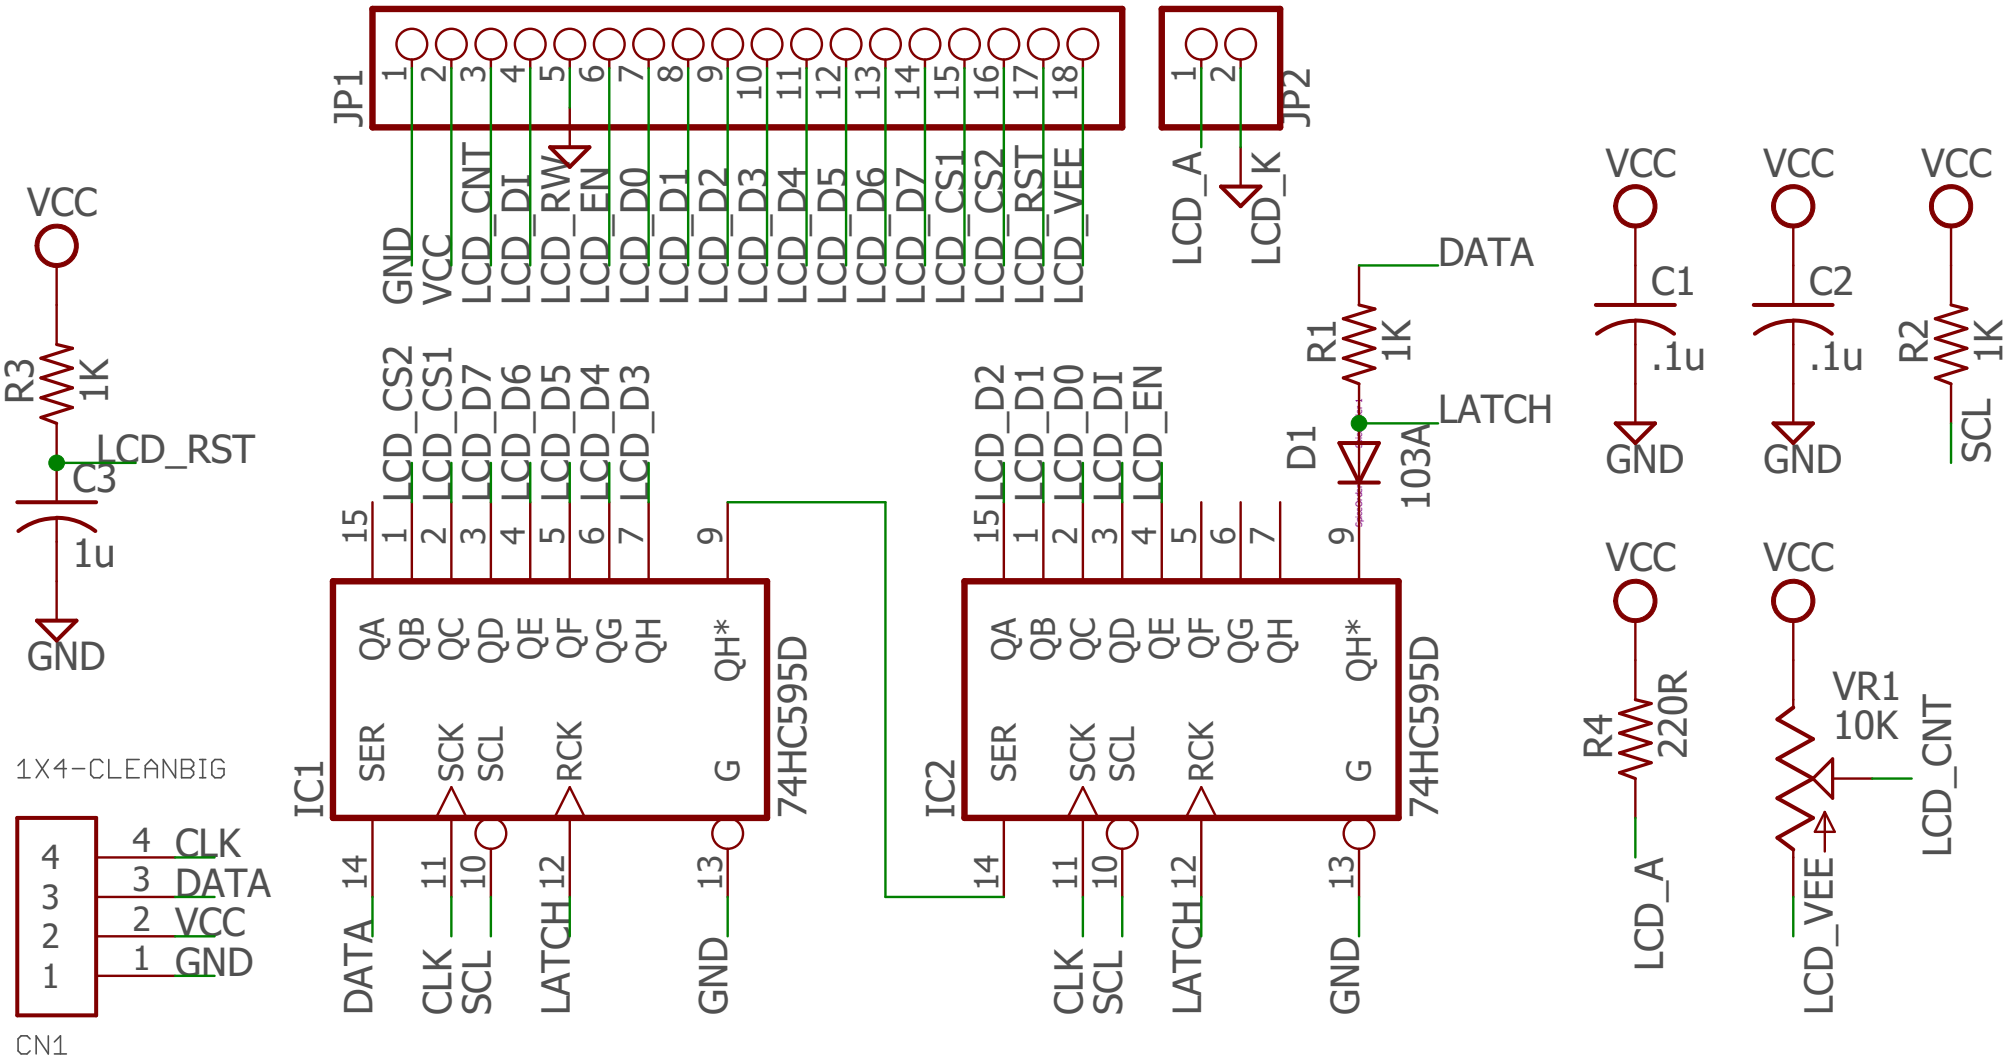 JP1
1 2 3 4 5 6 7 8 9 10 11 12 13 14 15 16 17 18
GND
VCC
LCD_CNT
LCD_DI
LCD_RW
LCD_EN
LCD_D0
LCD_D1
LCD_D2
LCD_D3
LCD_D4
LCD_D5
LCD_D6
LCD_D7
LCD_CS1
LCD_CS2
LCD_RST
LCD_VEE
JP2
1 2
LCD_A
LCD_K
VCC
R3
1K
LCD_RST
C3
1u
GND
DATA
R1
1K
LATCH
D1
103A
VCC
C1
.1u
GND
VCC
C2
.1u
GND
VCC
R2
1K
SCL
LCD_CS2
LCD_CS1
LCD_D7
LCD_D6
LCD_D5
LCD_D4
LCD_D3
15 1 2 3 4 5 6 7 9
QA QB QC QD QE QF QG QH QH*
SER SCK SCL RCK G
IC1
74HC595D
14 11 10 12 13
DATA
CLK
SCL
LATCH
GND
LCD_D2
LCD_D1
LCD_D0
LCD_DI
LCD_EN
15 1 2 3 4 5 6 7 9
QA QB QC QD QE QF QG QH QH*
SER SCK SCL RCK G
IC2
74HC595D
14 11 10 12 13
CLK
SCL
LATCH
GND
VCC
R4
220R
LCD_A
VCC
VR1
10K
LCD_CNT
LCD_VEE
1X4-CLEANBIG
4 4 CLK
3 3 DATA
2 2 VCC
1 1 GND
CN1